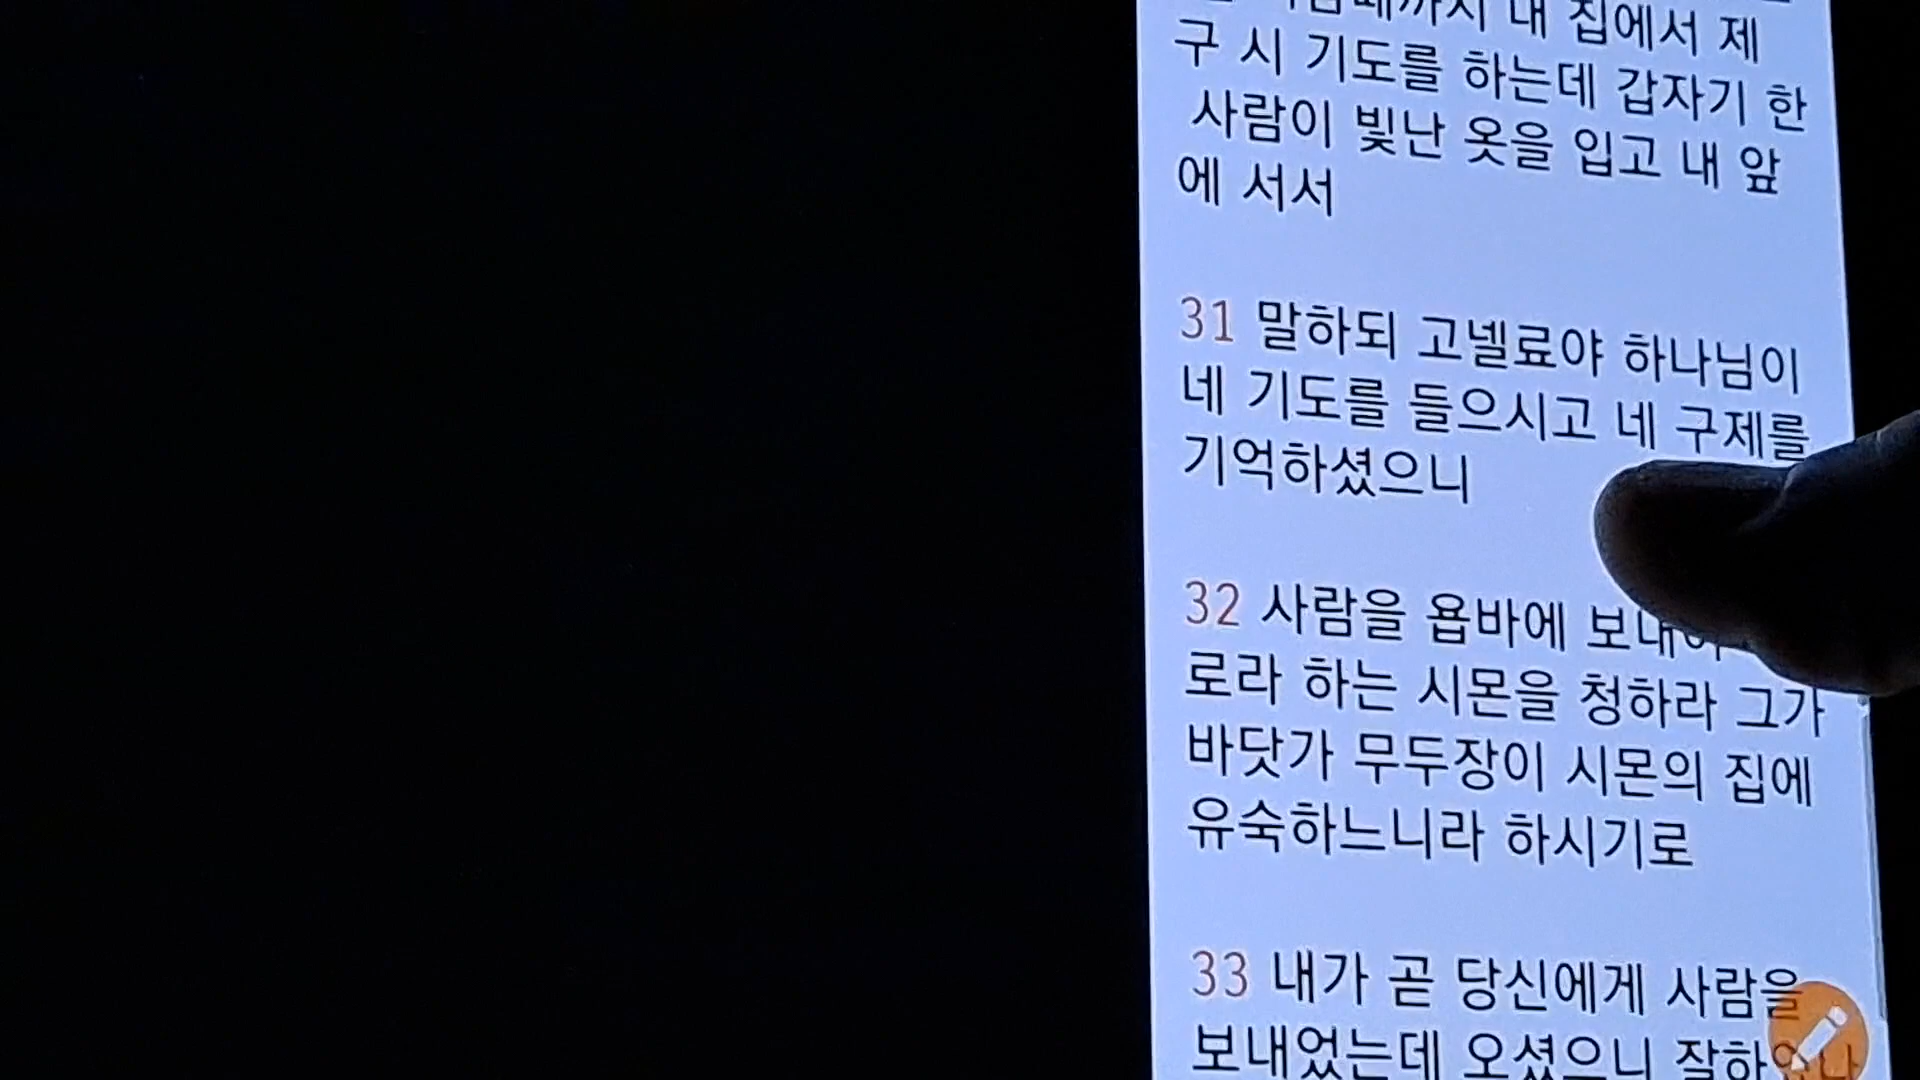 내 집에서 제
구 시 기도를 하는데 갑자기 한
사람이 빛난 옷을 입고 내 앞
에 서서
31 말하되 고넬료야 하나님이
네 기도를 들으시고 네 구제를
기억하셨으니
32 사람을 욥바에
로라 하는 시몬을 청하라 그가
바닷가 무두장이 시몬의 집에
유숙하느니라 하시기로
33 내가 곧 당신에게 사람을
보내었는데 오셨으니